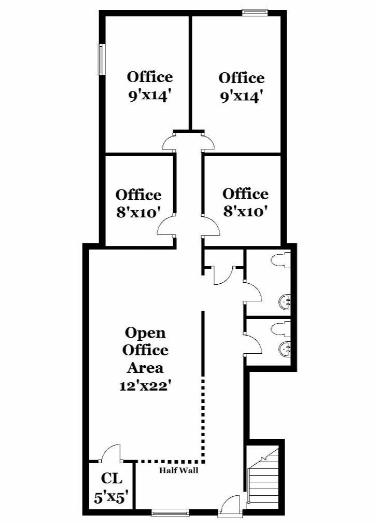 Office
9'x14'
Office
9'x14'
Office
8'x10'
Office
8'x10'
Open
Office
Area
12'x22'
Half Wall
CL
5'x5'